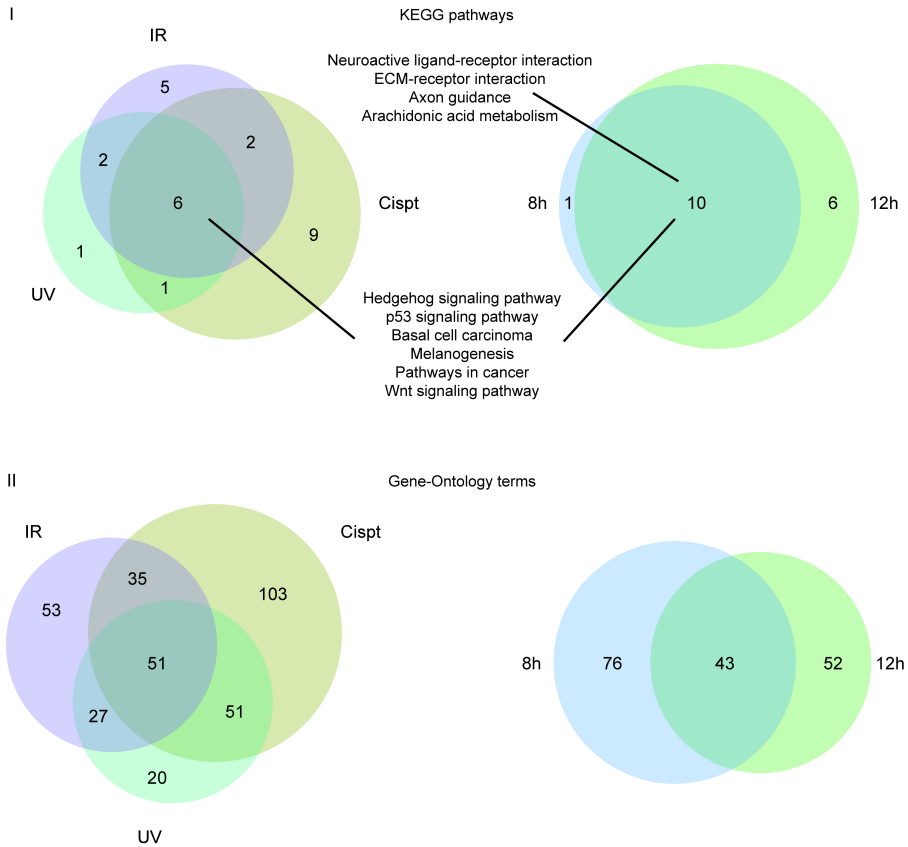 I
KEGG pathways
IR
5
2
2
6
Cispt
9
1
UV
1
Neuroactive ligand-receptor interaction
ECM-receptor interaction
Axon guidance
Arachidonic acid metabolism
8h
1
10
6
12h
Hedgehog signaling pathway
p53 signaling pathway
Basal cell carcinoma
Melanogenesis
Pathways in cancer
Wnt signaling pathway
II
Gene-Ontology terms
IR
Cispt
35
53
103
51
27
51
20
UV
8h
76
43
52
12h